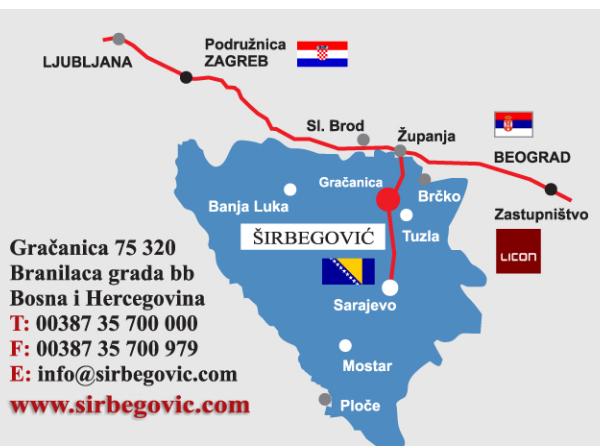 Podružnica
ZAGREB
LJUBLJANA
Sl. Brod
Županja
BEOGRAD
Gračanica
Brčko
Banja Luka
Zastupništvo
Tuzla
ŠIRBEGOVIĆ
LICON
Sarajevo
Mostar
Ploče
Gračanica 75 320
Branilaca grada bb
Bosna i Hercegovina
T: 00387 35 700 000
F: 00387 35 700 979
E: info@sirbegovic.com
www.sirbegovic.com